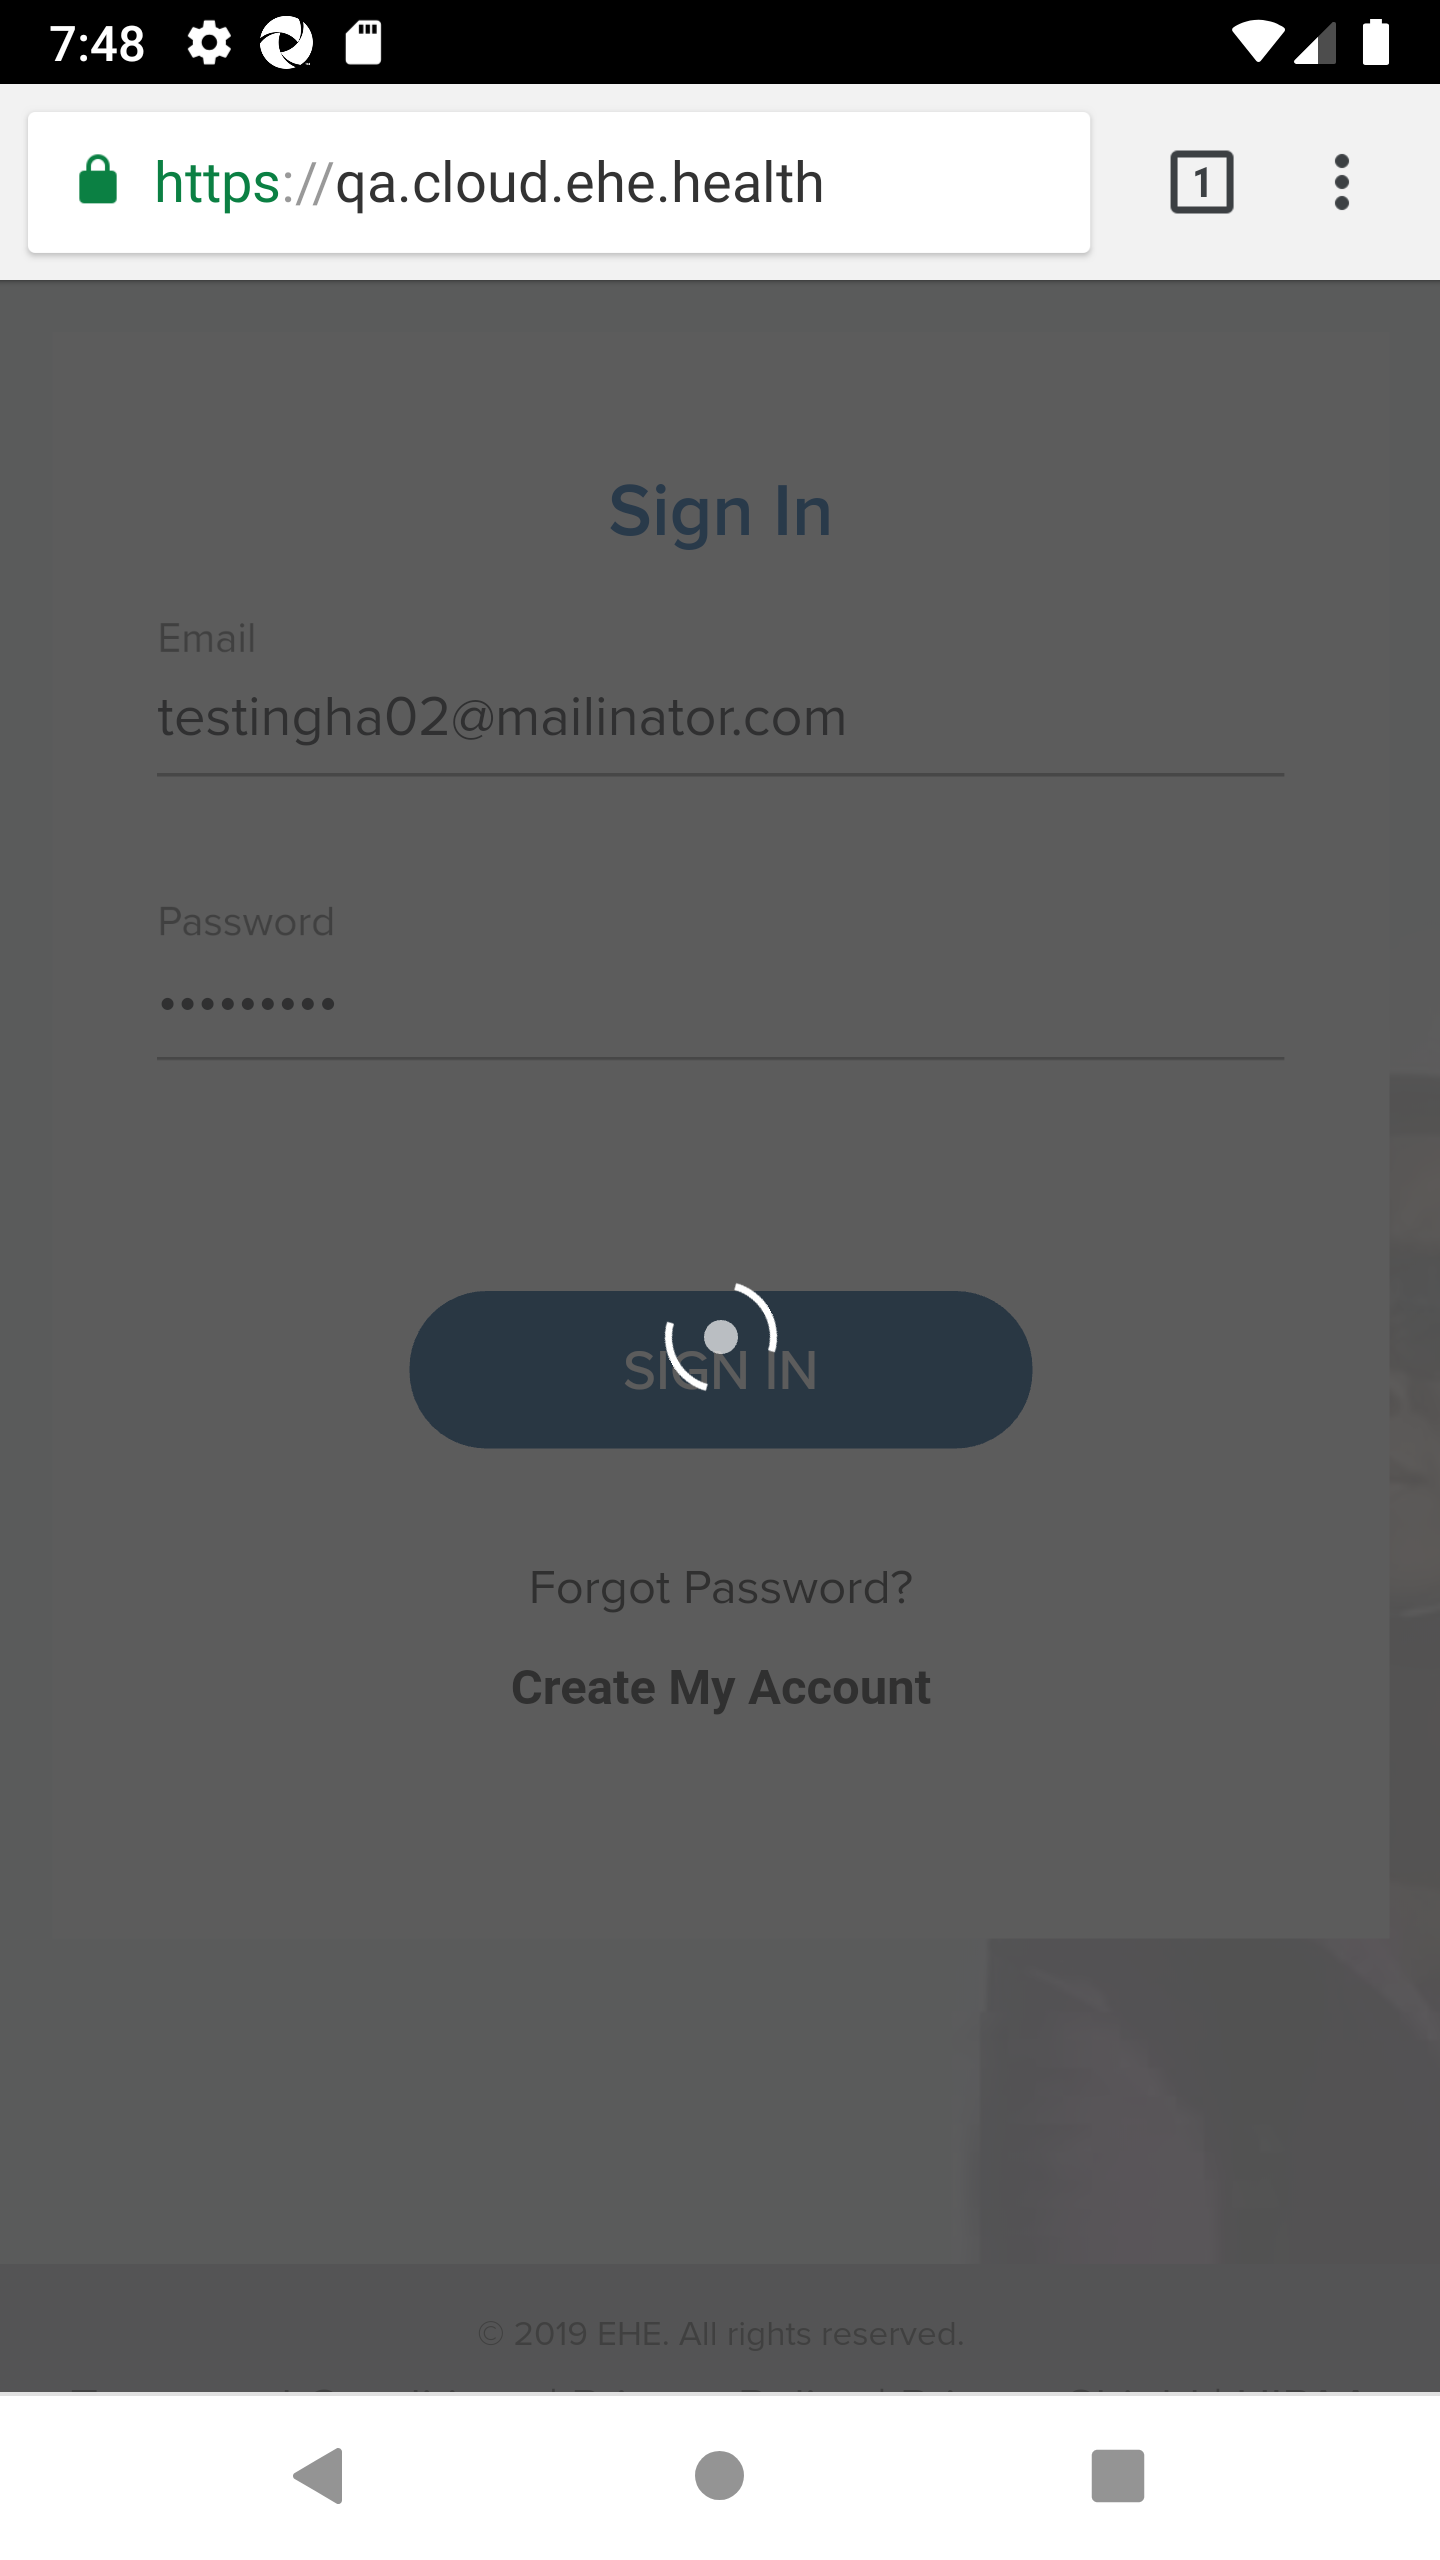 7:48
https://qa.cloud.ehe.health
1
Sign In
Email
testingha02@mailinator.com
Password
•••••••••
SIGN IN
Forgot Password?
Create My Account
© 2019 EHE. All rights reserved.